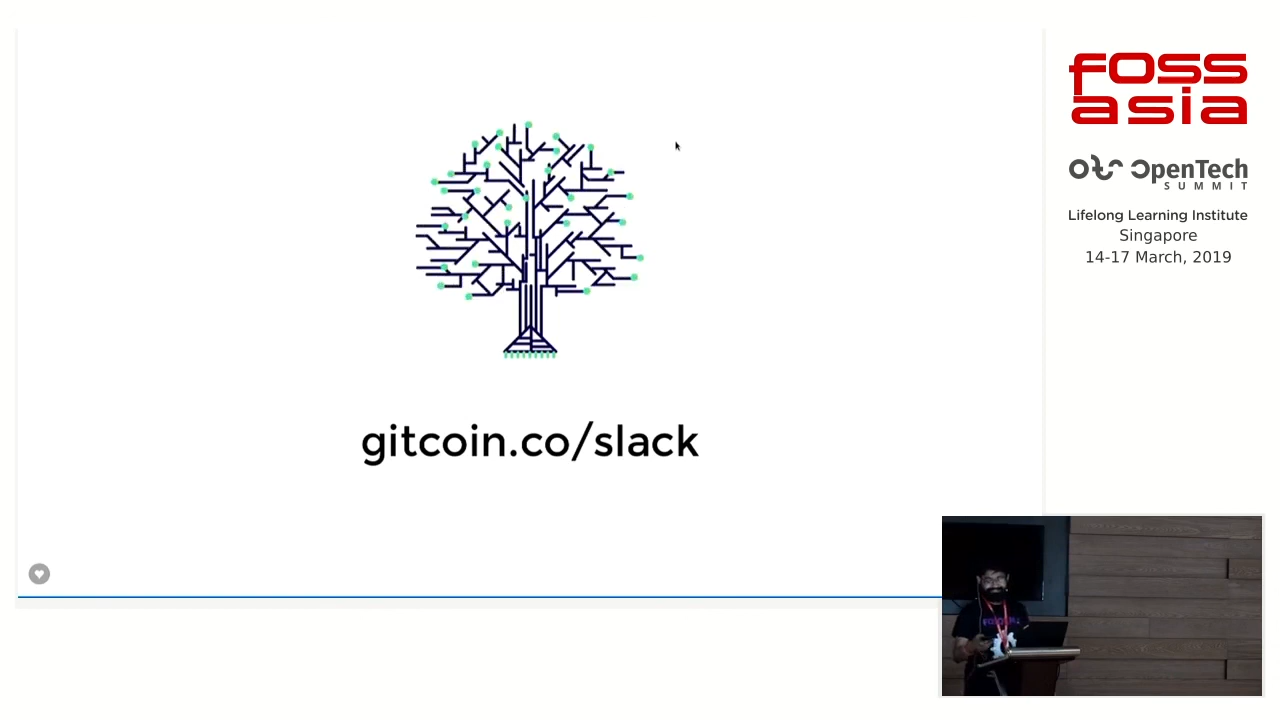 gitcoin.co/slack
fOSS
asia
OpenTech
SUMMIT
Lifelong Learning Institute
Singapore
14-17 March, 2019